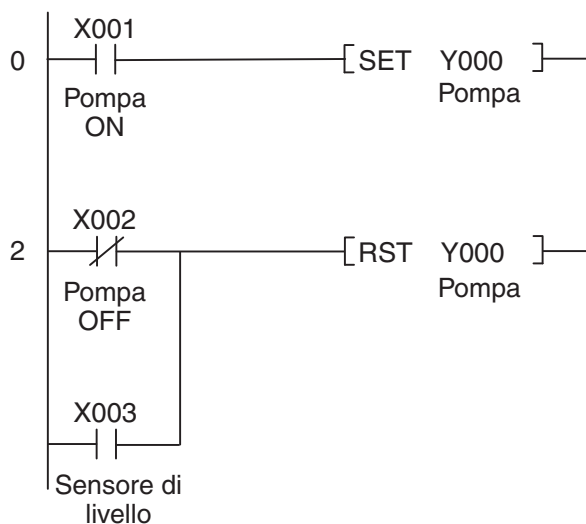 X001
0 [SET Y000 ]
Pompa ON
Pompa
X002
2 [RST Y000 ]
Pompa OFF
Pompa
X003
Sensore di
livello